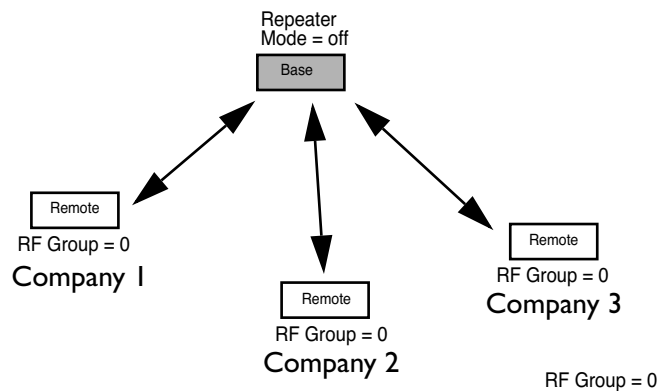 Repeater
Mode = off
Base
Remote
RF Group = 0
Company 1
Remote
RF Group = 0
Company 2
Remote
RF Group = 0
Company 3
RF Group = 0